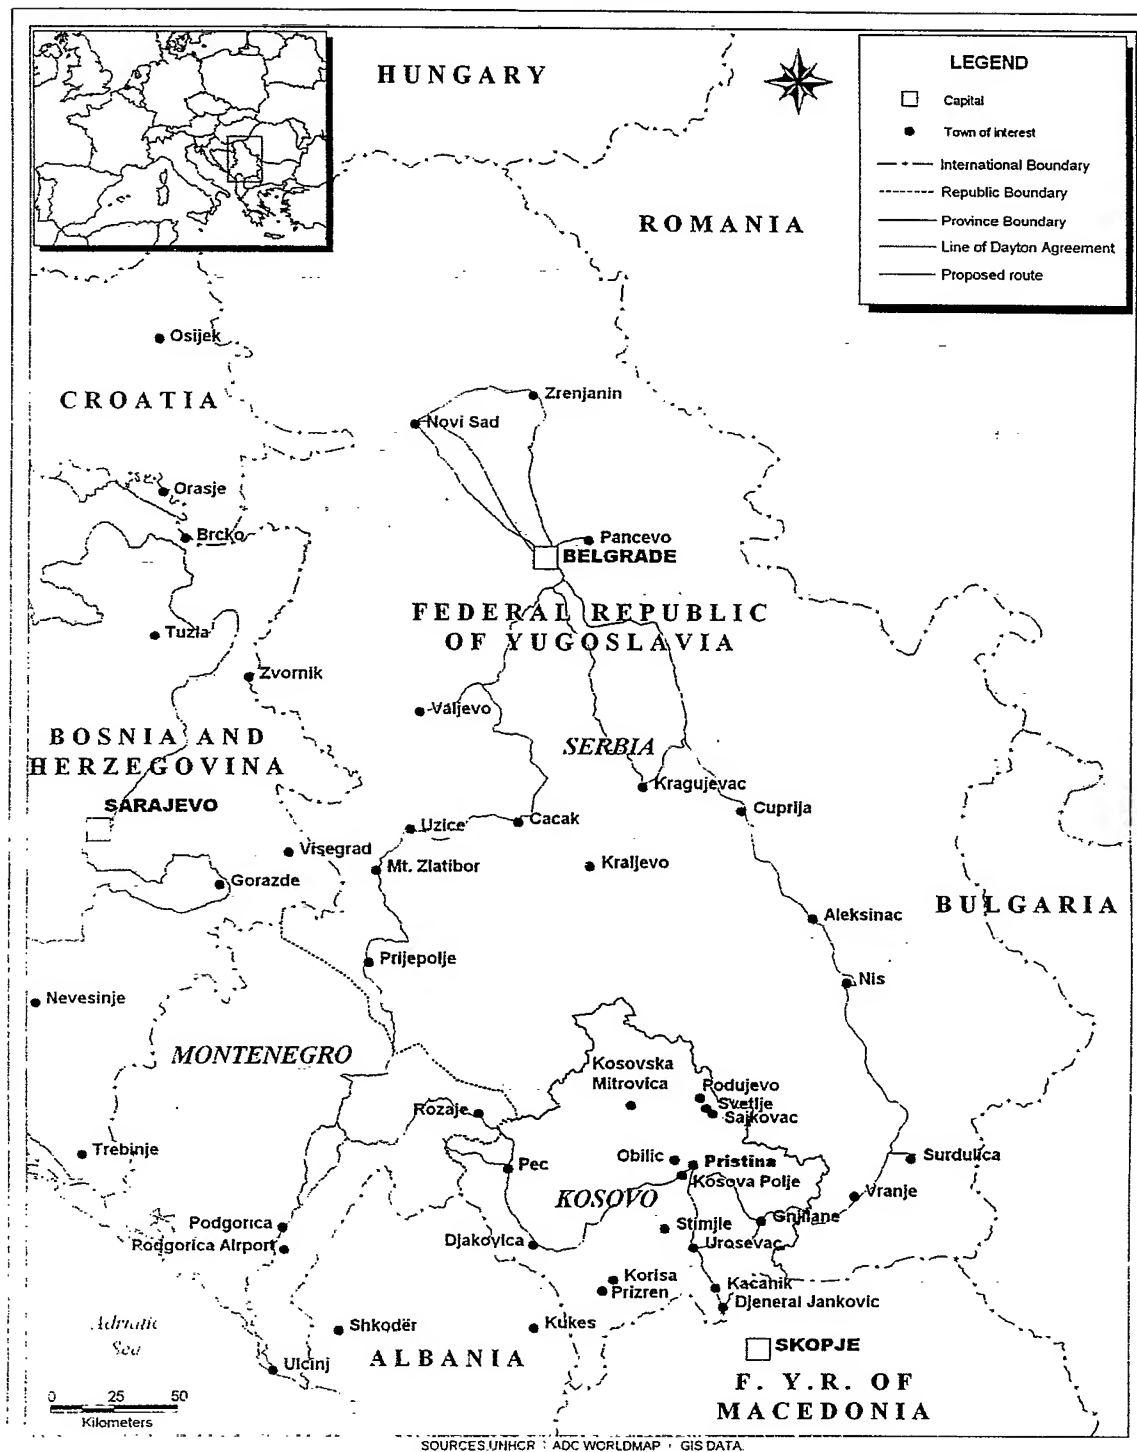 HUNGARY
LEGEND
Capital
Town of interest
International Boundary
Republic Boundary
Province Boundary
Line of Dayton Agreement
Proposed route
ROMANIA
Osijek
CROATIA
Zrenjanin
Novi Sad
Orasje
Brcko
Pancevo
BELGRADE
FEDERAL REPUBLIC
OF YUGOSLAVIA
Tuzla
Zvornik
Valjevo
BOSNIA AND
HERZEGOVINA
SERBIA
Kragujevac
SARAJEVO
Cuprija
Uzice
Cacak
Visegrad
Mt. Zlatibor
Kraljevo
Gorazde
BULGARIA
Aleksinac
Prijepolje
Nis
Nevesinje
MONTENEGRO
Kosovska
Mitrovica
Podujevo
Svetlje
Sajkovac
Rozaje
Trebinje
Obilic
Pristina
Surdulica
Pec
Kosova Polje
KOSOVO
Vranje
Podgorica
Stimlje
Gnjilane
Rodgorica Airport
Djakovica
Urosevac
Korisa
Prizren
Kacanik
Djeneral Jankovic
Adriatic
Sea
Shkodër
Kukes
SKOPJE
ALBANIA
Ulcinj
F. Y.R. OF
MACEDONIA
0 25 50
Kilometers
SOURCES:UNHCR : ADC WORLDMAP : GIS DATA.